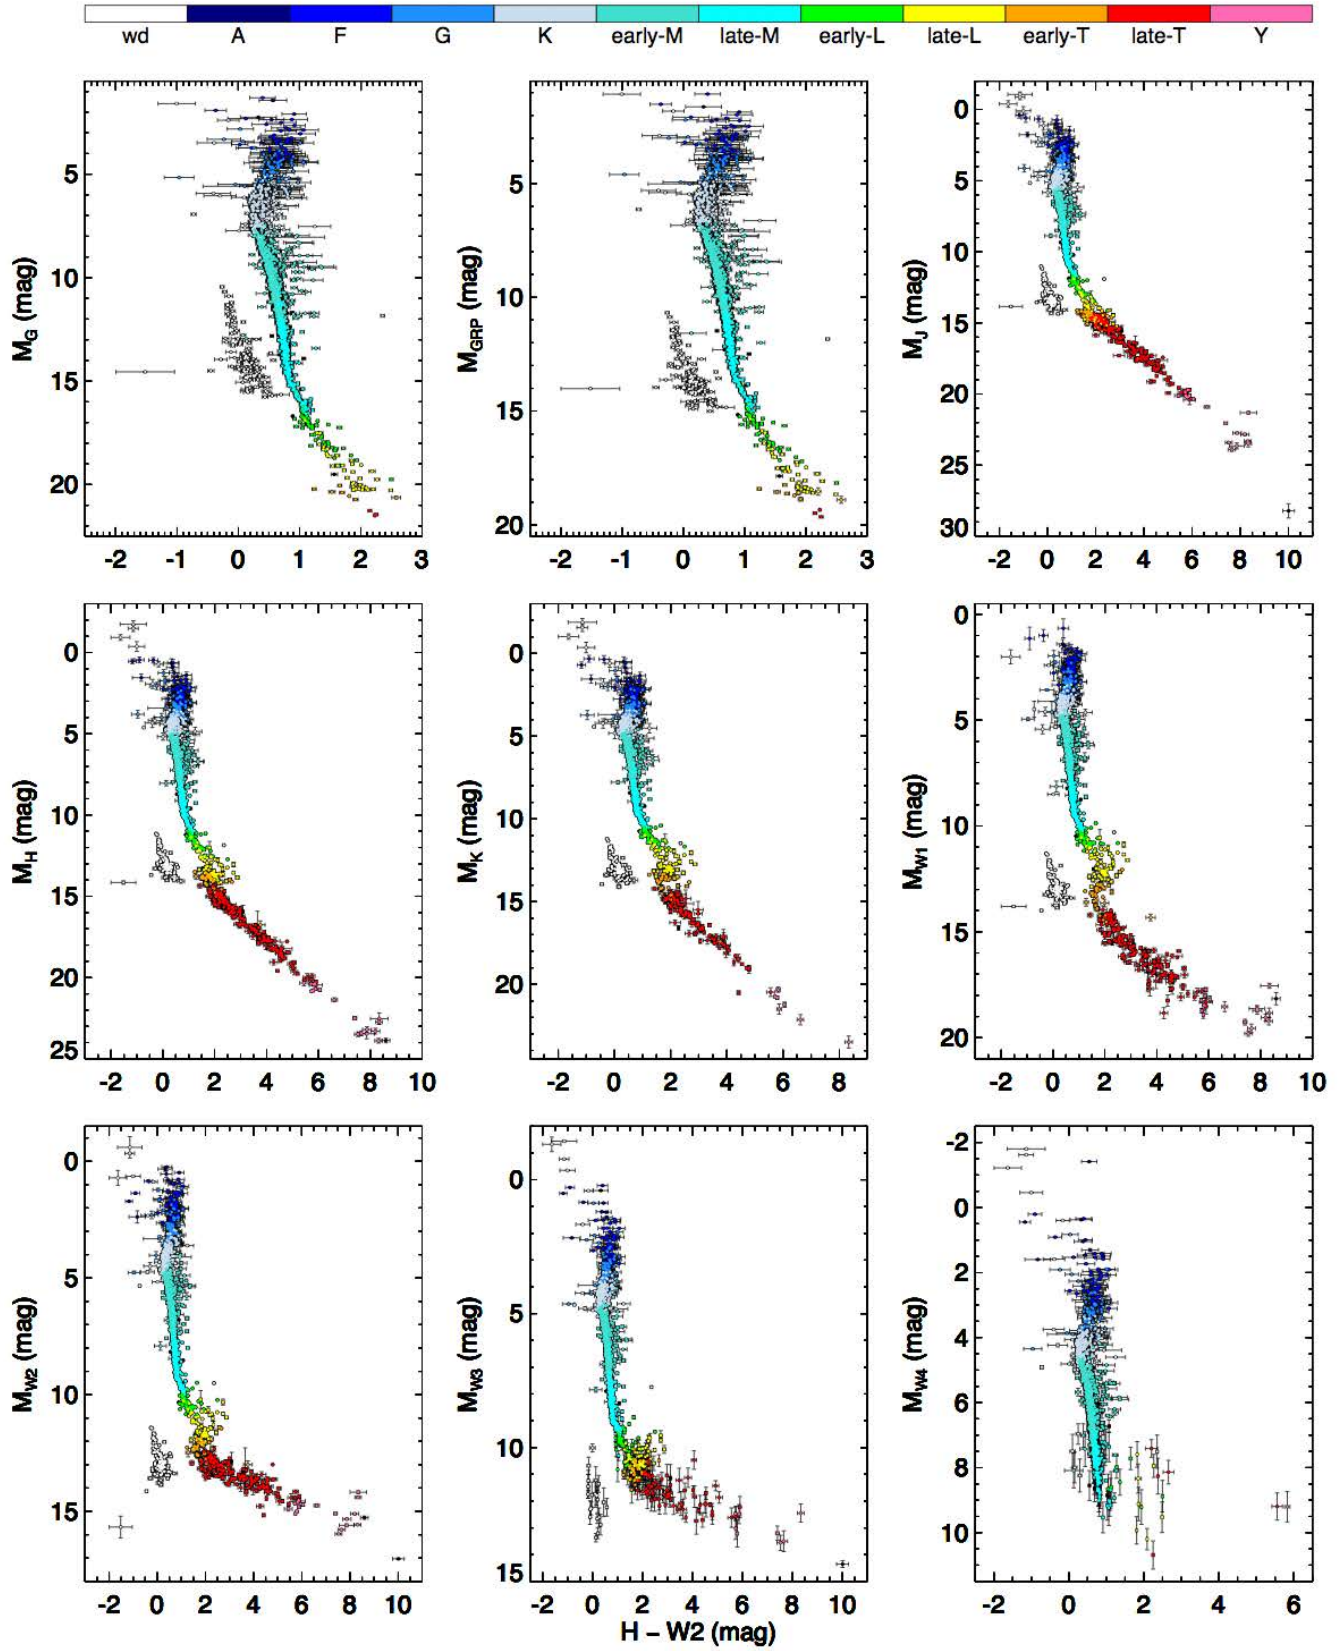 wd A F G K early-M late-M early-L late-L early-T late-T Y
M_G (mag)
5
10
15
20
-2 -1 0 1 2 3
M_GRP (mag)
5
10
15
20
-2 -1 0 1 2 3
M_J (mag)
0
5
10
15
20
25
30
-2 0 2 4 6 8 10
M_H (mag)
0
5
10
15
20
25
-2 0 2 4 6 8 10
M_K (mag)
0
5
10
15
20
-2 0 2 4 6 8
M_W1 (mag)
0
5
10
15
20
-2 0 2 4 6 8 10
M_W2 (mag)
0
5
10
15
-2 0 2 4 6 8 10
M_W3 (mag)
0
5
10
15
-2 0 2 4 6 8 10
M_W4 (mag)
-2
0
2
4
6
8
10
-2 0 2 4 6
H − W2 (mag)